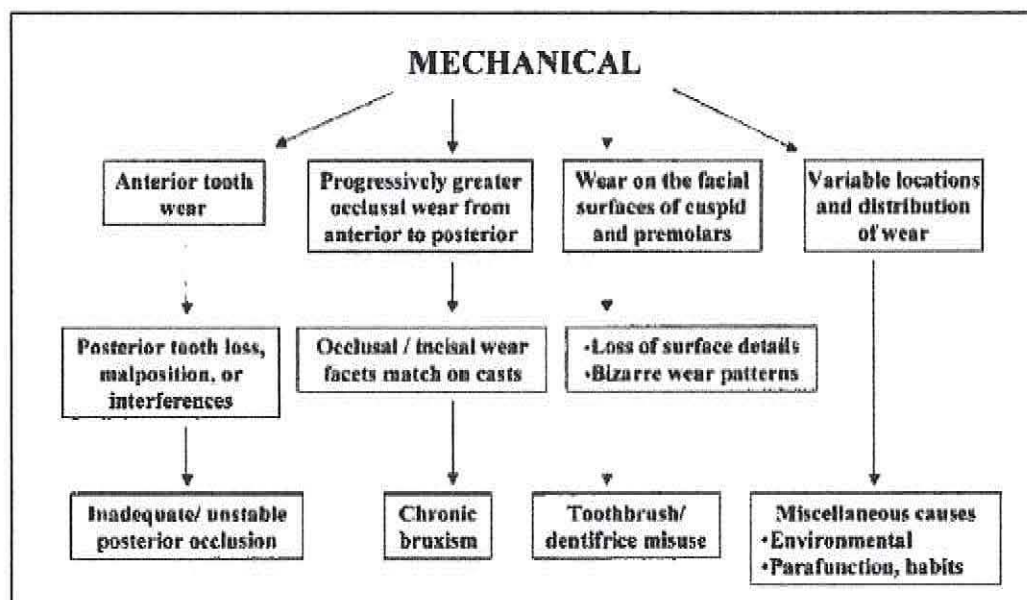 MECHANICAL
Anterior tooth
wear
Progressively greater
occlusal wear from
anterior to posterior
Wear on the facial
surfaces of cuspid
and premolars
Variable locations
and distribution
of wear
Posterior tooth loss,
malposition, or
interferences
Occlusal / incisal wear
facets match on casts
•Loss of surface details
•Bizarre wear patterns
Inadequate/ unstable
posterior occlusion
Chronic
bruxism
Toothbrush/
dentifrice misuse
Miscellaneous causes
•Environmental
•Parafunction, habits